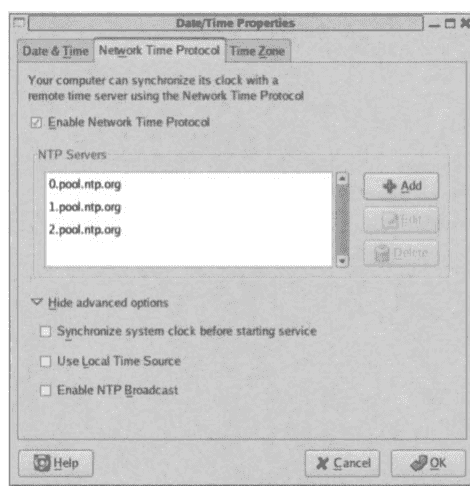 Date/Time Properties
Date & Time
Network Time Protocol
Time Zone
Your computer can synchronize its clock with a
remote time server using the Network Time Protocol
Enable Network Time Protocol
NTP Servers
0.pool.ntp.org
1.pool.ntp.org
2.pool.ntp.org
Add
Edit
Delete
Hide advanced options
Synchronize system clock before starting service
Use Local Time Source
Enable NTP Broadcast
Help
Cancel
OK